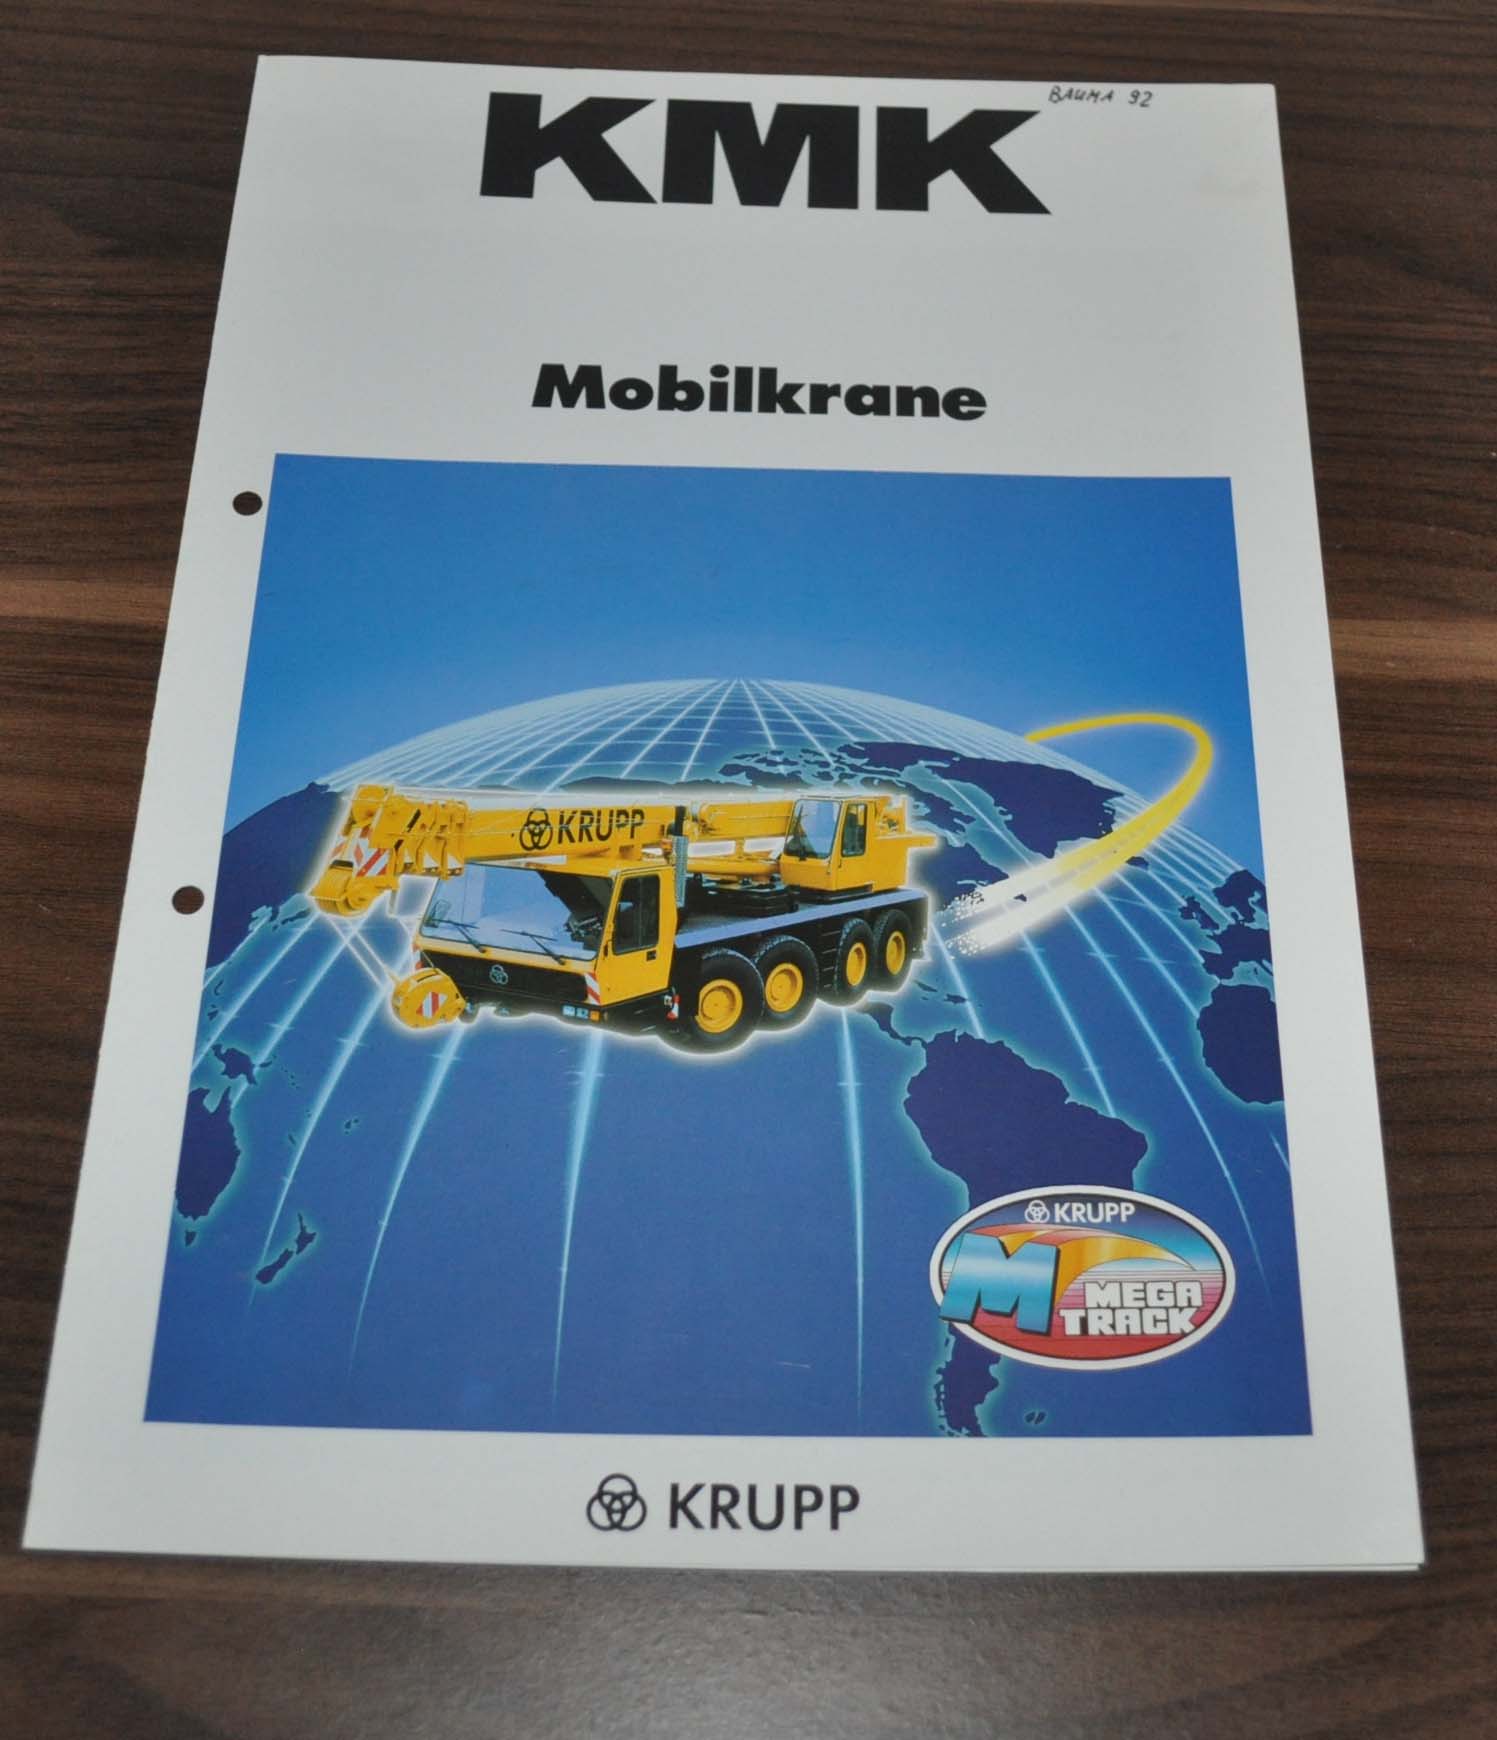 BAUMA 92
KMK
Mobilkrane
KRUPP
KRUPP
MEGA
TRACK
M
KRUPP